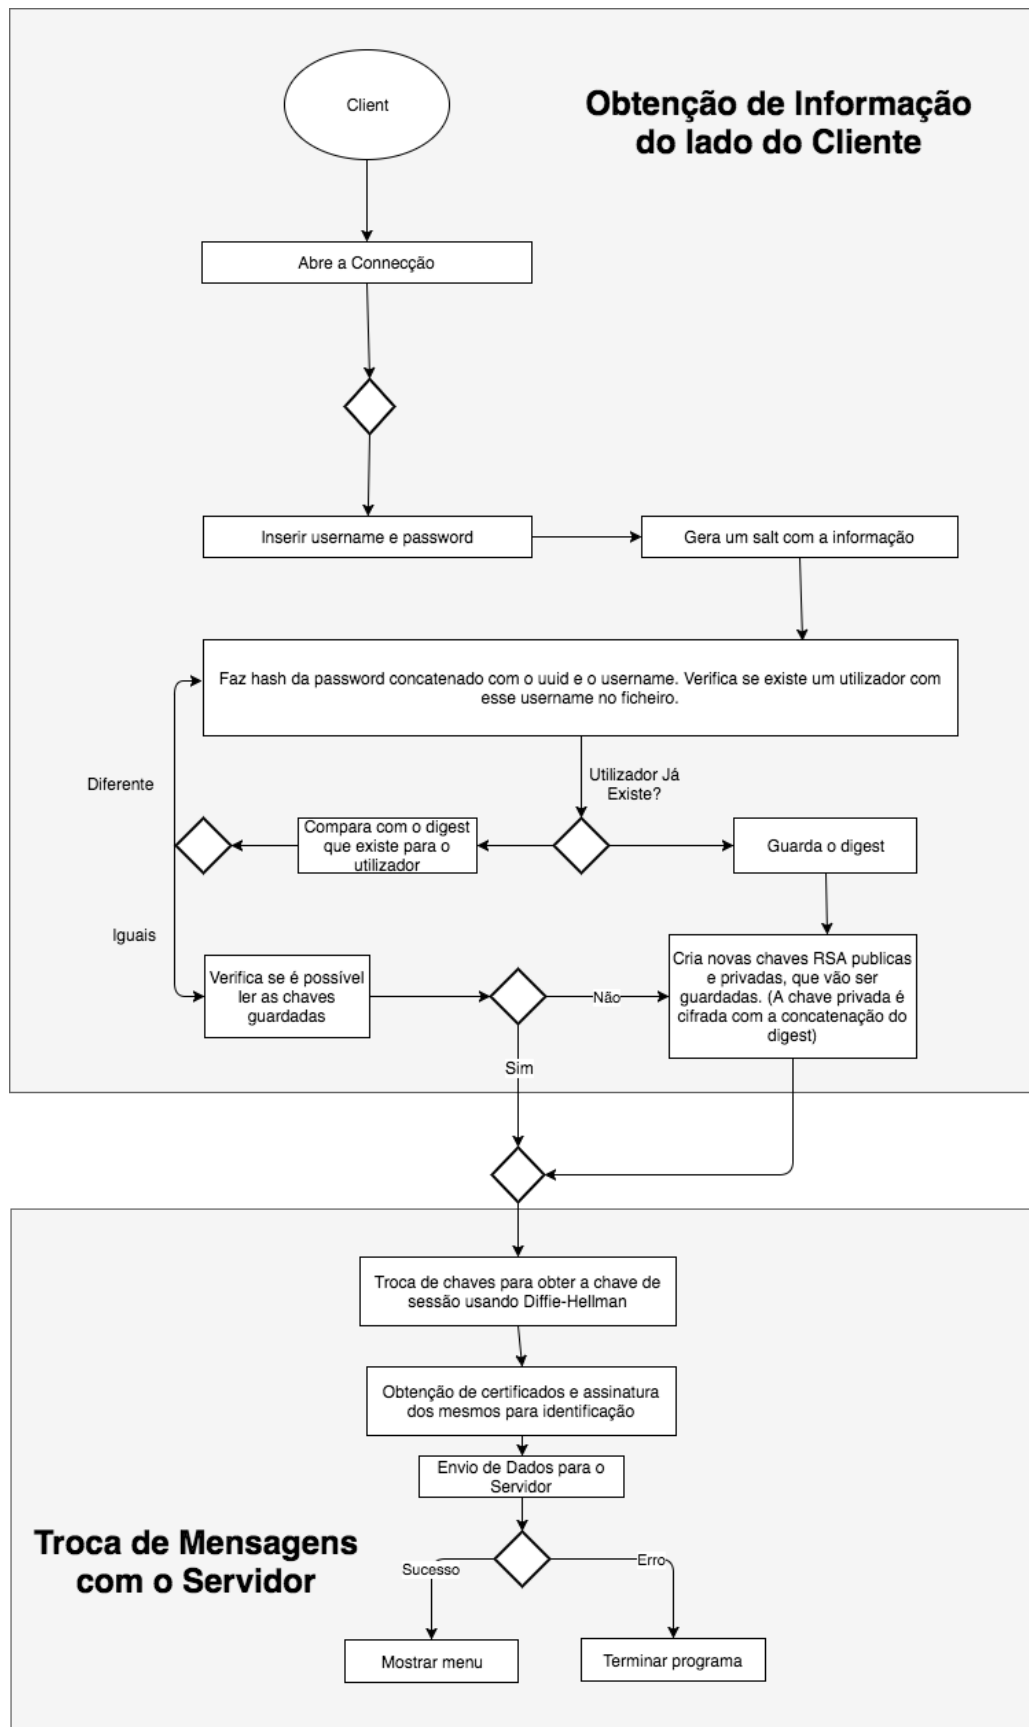 Client
Obtenção de Informação
do lado do Cliente
Abre a Connecção
Inserir username e password
Gera um salt com a informação
Faz hash da password concatenado com o uuid e o username. Verifica se existe um utilizador com
esse username no ficheiro.
Diferente
Utilizador Já
Existe?
Compara com o digest
que existe para o
utilizador
Guarda o digest
Iguais
Verifica se é possível
ler as chaves
guardadas
Não
Cria novas chaves RSA publicas
e privadas, que vão ser
guardadas. (A chave privada é
cifrada com a concatenação do
digest)
Sim
Troca de chaves para obter a chave de
sessão usando Diffie-Hellman
Obtenção de certificados e assinatura
dos mesmos para identificação
Envio de Dados para o
Servidor
Troca de Mensagens
com o Servidor
Sucesso
Erro
Mostrar menu
Terminar programa